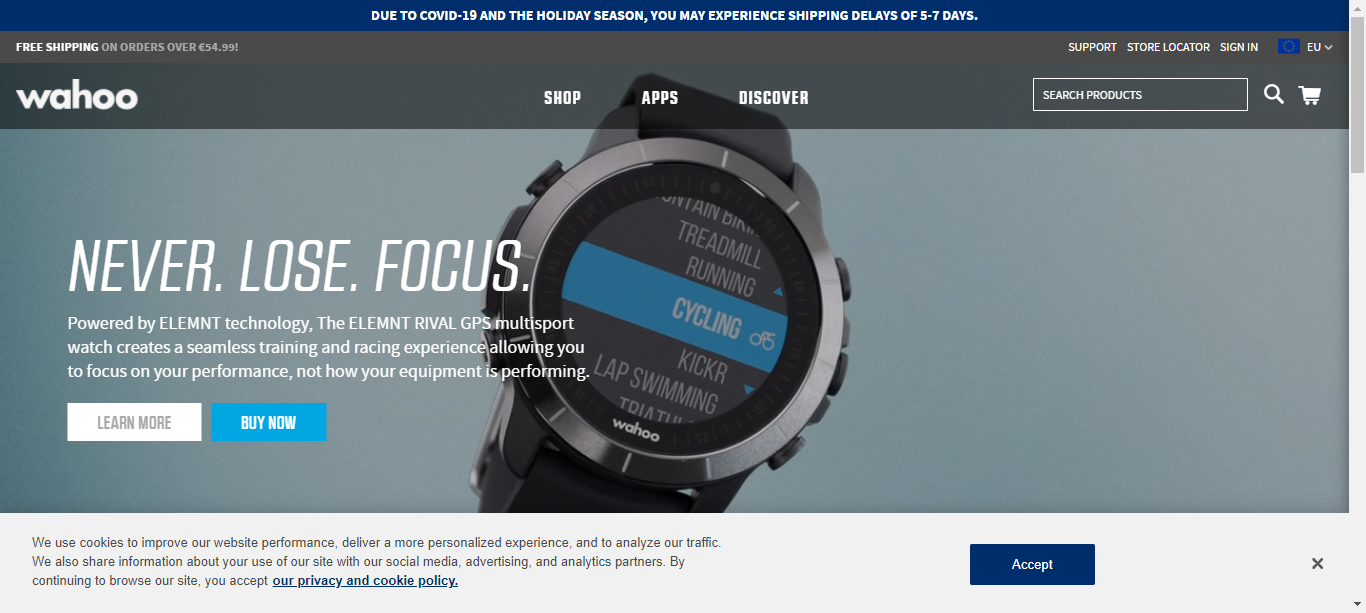 DUE TO COVID-19 AND THE HOLIDAY SEASON, YOU MAY EXPERIENCE SHIPPING DELAYS OF 5-7 DAYS.
FREE SHIPPING ON ORDERS OVER €54.99! SUPPORT STORE LOCATOR SIGN IN EU
wahoo SHOP APPS DISCOVER SEARCH PRODUCTS
NEVER. LOSE. FOCUS.
Powered by ELEMNT technology, The ELEMNT RIVAL GPS multisport
watch creates a seamless training and racing experience allowing you
to focus on your performance, not how your equipment is performing.
LEARN MORE BUY NOW
TREADMILL
RUNNING
CYCLING
KICKR
LAP SWIMMING
wahoo
55
50
45
05
20
25
We use cookies to improve our website performance, deliver a more personalized experience, and to analyze our traffic.
We also share information about your use of our site with our social media, advertising, and analytics partners. By
continuing to browse our site, you accept our privacy and cookie policy.
Accept